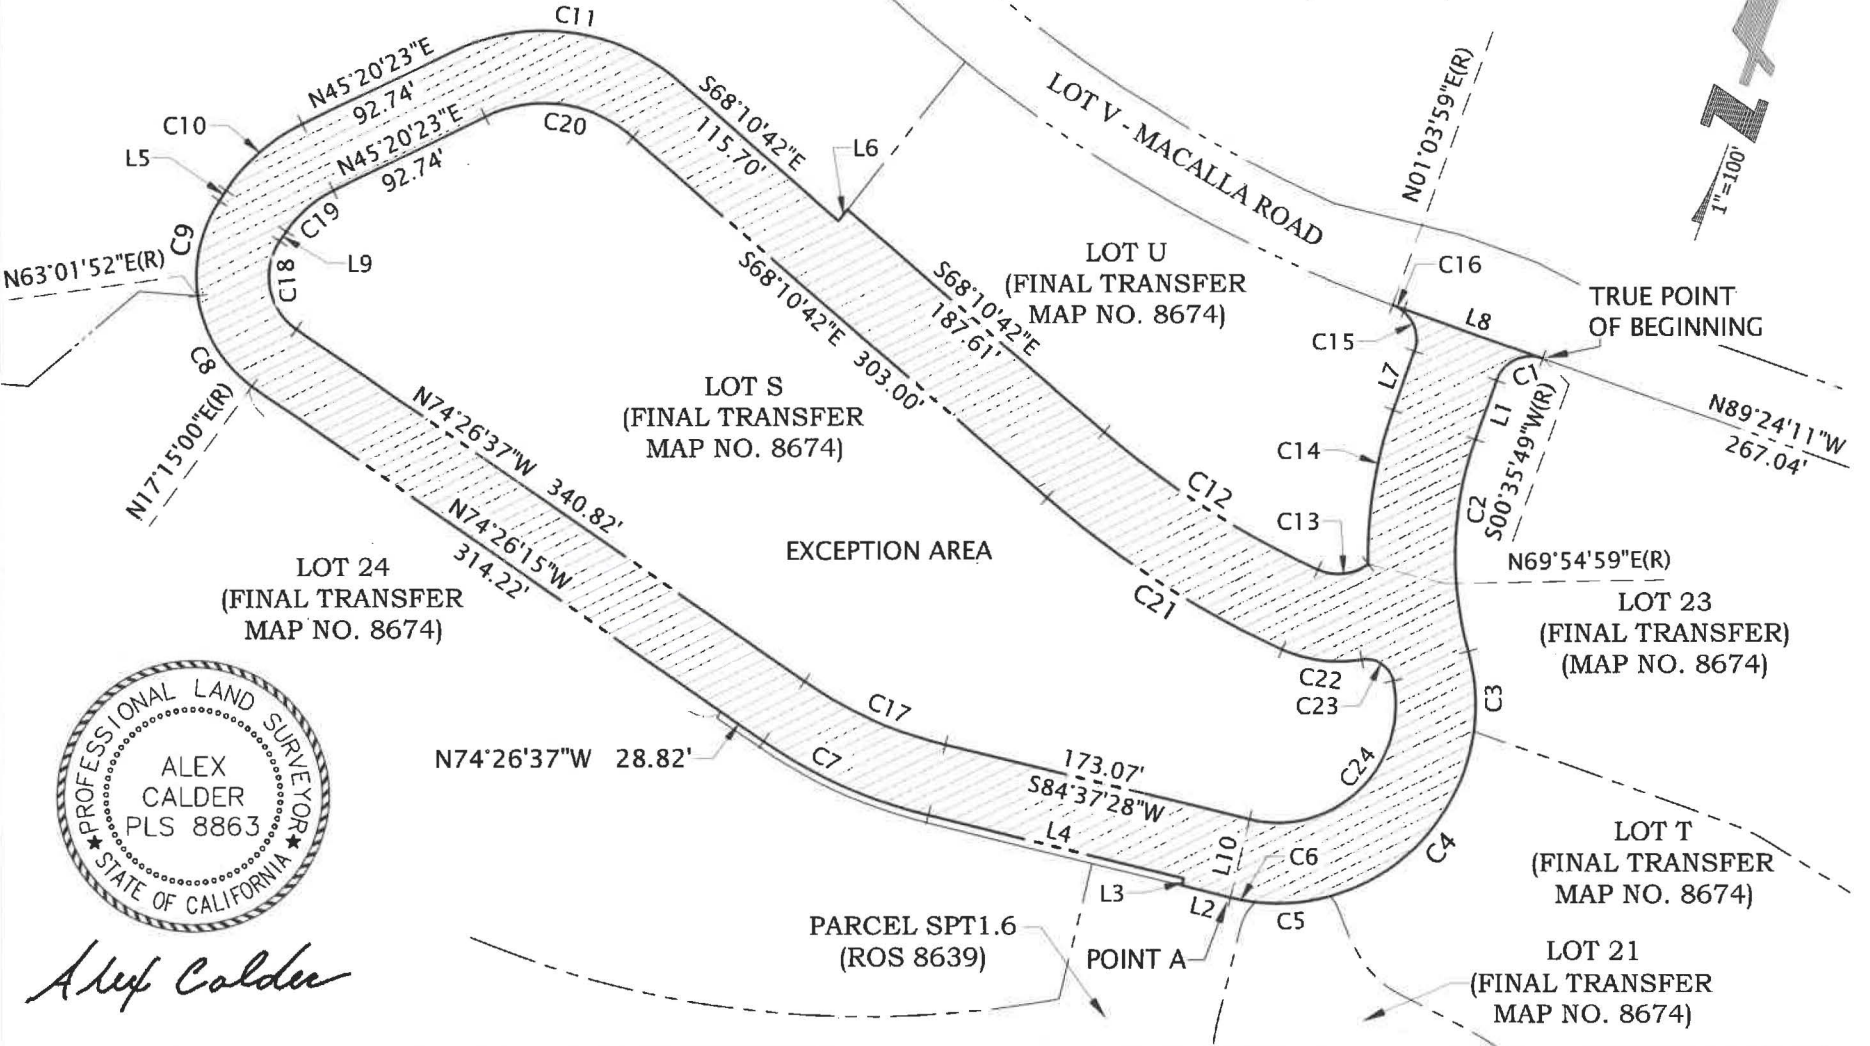 C11
N45°20'23"E
92.74'
C10
L5
C9
N63°01'52"E(R)
C8
N17°15'00"E(R)
N45°20'23"E
92.74'
C20
C19
L9
C18
S68°10'42"E
115.70'
L6
LOT V - MACALLA ROAD
N01°03'59"E(R)
1"=100'
N
LOT U
(FINAL TRANSFER
MAP NO. 8674)
C16
C15
L8
TRUE POINT
OF BEGINNING
L7
C1
L1
N89°24'11"W
267.04'
S68°10'42"E
187.61'
S68°10'42"E 303.00'
LOT S
(FINAL TRANSFER
MAP NO. 8674)
C14
C2
S00°35'49"W(R)
C12
C13
N69°54'59"E(R)
N74°26'37"W 340.82'
N74°26'15"W
314.22'
EXCEPTION AREA
C21
LOT 24
(FINAL TRANSFER
MAP NO. 8674)
LOT 23
(FINAL TRANSFER)
(MAP NO. 8674)
C22
C23
C3
C17
C7
N74°26'37"W 28.82'
173.07'
S84°37'28"W
C24
L4
L10
C6
C4
L3
L2
C5
LOT T
(FINAL TRANSFER
MAP NO. 8674)
PARCEL SPT1.6
(ROS 8639)
POINT A
LOT 21
(FINAL TRANSFER
MAP NO. 8674)
PROFESSIONAL LAND SURVEYOR
ALEX
CALDER
PLS 8863
STATE OF CALIFORNIA
Alex Calder